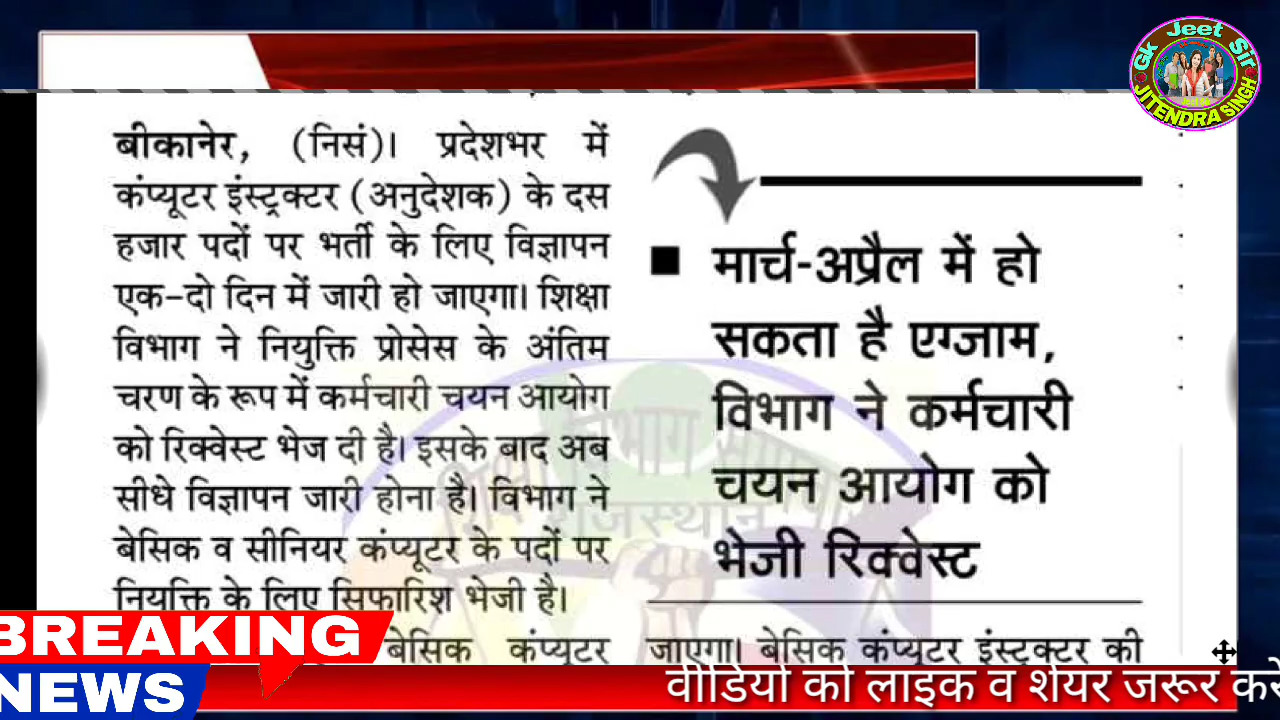 Gk Jeet Sir
JITENDRA SINGH
Jeet Sir
बीकानेर, (निसं)। प्रदेशभर में
कंप्यूटर इंस्ट्रक्टर (अनुदेशक) के दस
हजार पदों पर भर्ती के लिए विज्ञापन
एक-दो दिन में जारी हो जाएगा। शिक्षा
विभाग ने नियुक्ति प्रोसेस के अंतिम
चरण के रूप में कर्मचारी चयन आयोग
को रिक्वेस्ट भेज दी है। इसके बाद अब
सीधे विज्ञापन जारी होना है। विभाग ने
बेसिक व सीनियर कंप्यूटर के पदों पर
नियुक्ति के लिए सिफारिश भेजी है।
बेसिक कंप्यूटर
■ मार्च-अप्रैल में हो
सकता है एग्जाम,
विभाग ने कर्मचारी
चयन आयोग को
भेजी रिक्वेस्ट
जाएगा। बेसिक कंप्यूटर इंस्ट्रक्टर की
BREAKING
NEWS
वीडियो को लाइक व शेयर जरूर करे